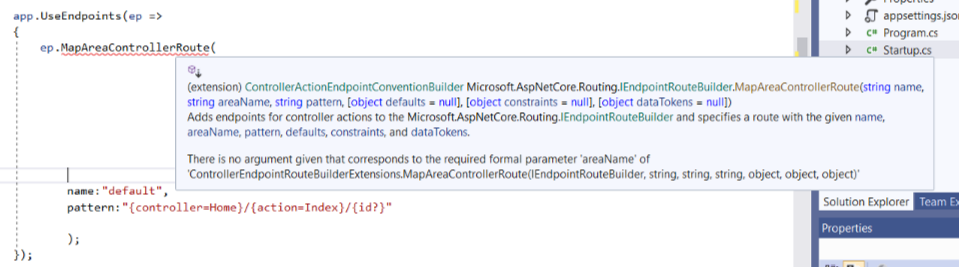 app.UseEndpoints(ep =>
{
ep.MapAreaControllerRoute(
(extension) ControllerActionEndpointConventionBuilder Microsoft.AspNetCore.Routing.IEndpointRouteBuilder.MapAreaControllerRoute(string name,
string areaName, string pattern, [object defaults = null], [object constraints = null], [object dataTokens = null])
Adds endpoints for controller actions to the Microsoft.AspNetCore.Routing.IEndpointRouteBuilder and specifies a route with the given name,
areaName, pattern, defaults, constraints, and dataTokens.
There is no argument given that corresponds to the required formal parameter 'areaName' of
'ControllerEndpointRouteBuilderExtensions.MapAreaControllerRoute(IEndpointRouteBuilder, string, string, string, object, object, object)'
name:"default",
pattern:"{controller=Home}/{action=Index}/{id?}"
);
});
appsettings.jso
C# Program.cs
C# Startup.cs
Solution Explorer Team Ex
Properties